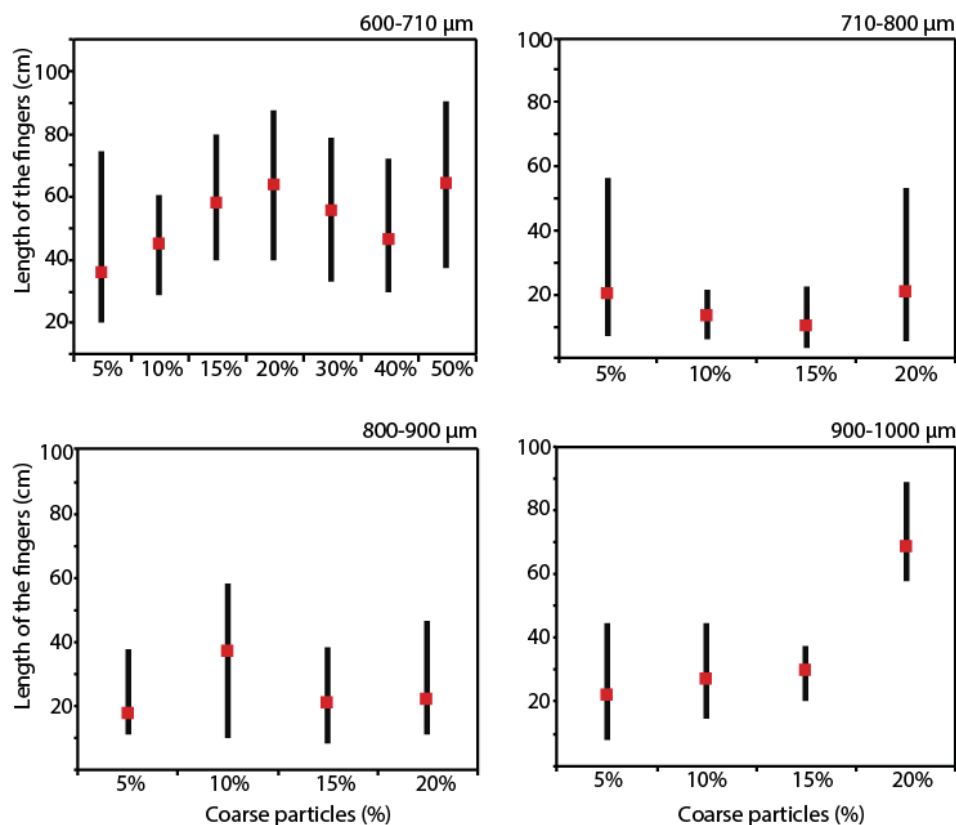 600-710 µm
Length of the fingers (cm)
100
80
60
40
20
5% 10% 15% 20% 30% 40% 50%
710-800 µm
100
80
60
40
20
5% 10% 15% 20%
800-900 µm
Length of the fingers (cm)
100
80
60
40
20
5% 10% 15% 20%
Coarse particles (%)
900-1000 µm
100
80
60
40
20
5% 10% 15% 20%
Coarse particles (%)